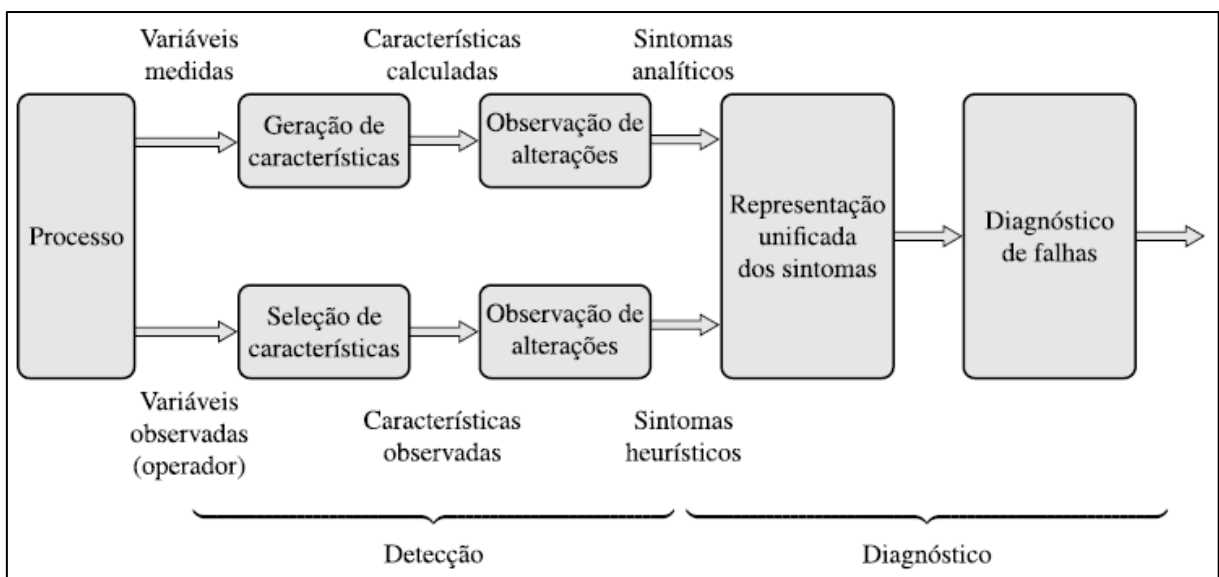 Variáveis
medidas
Características
calculadas
Sintomas
analíticos
Processo
Geração de
características
Observação de
alterações
Representação
unificada
dos sintomas
Diagnóstico
de falhas
Seleção de
características
Observação de
alterações
Variáveis
observadas
(operador)
Características
observadas
Sintomas
heurísticos
Detecção
Diagnóstico